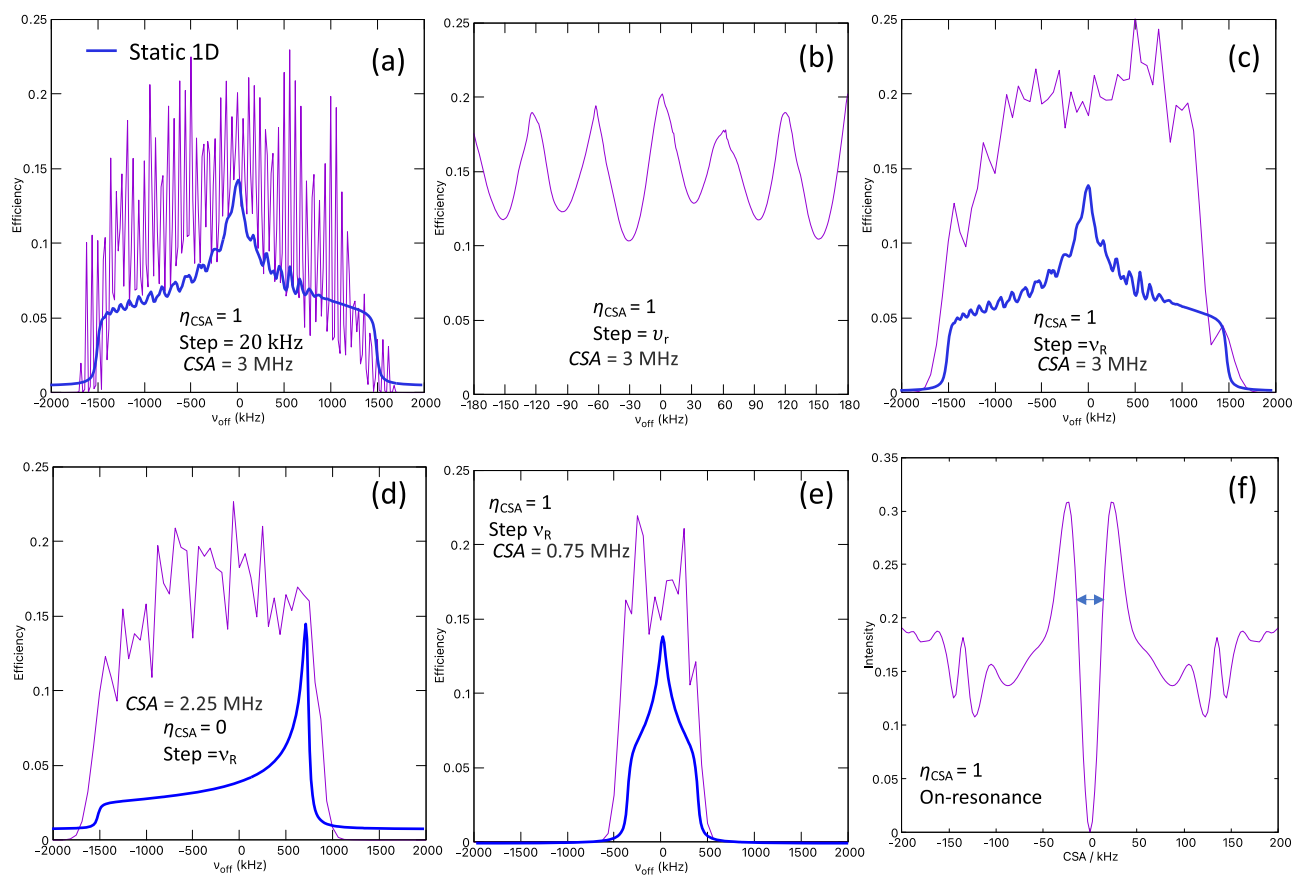 0.25
0.2
0.15
0.1
0.05
0
Efficiency
Static 1D
(a)
ηCSA = 1
Step = 20 kHz
CSA = 3 MHz
−2000 −1500 −1000 −500 0 500 1000 1500 2000
νoff (kHz)
0.25
0.2
0.15
0.1
0.05
0
Efficiency
(b)
ηCSA = 1
Step = υr
CSA = 3 MHz
−180 −150 −120 −90 −60 −30 0 30 60 90 120 150 180
νoff (kHz)
0.25
0.2
0.15
0.1
0.05
0
Efficiency
(c)
ηCSA = 1
Step =νR
CSA = 3 MHz
−2000 −1500 −1000 −500 0 500 1000 1500 2000
νoff (kHz)
0.25
0.2
0.15
0.1
0.05
0
Efficiency
(d)
CSA = 2.25 MHz
ηCSA = 0
Step =νR
−2000 −1500 −1000 −500 0 500 1000 1500 2000
νoff (kHz)
0.25
0.2
0.15
0.1
0.05
0
Efficiency
(e)
ηCSA = 1
Step νR
CSA = 0.75 MHz
−2000 −1500 −1000 −500 0 500 1000 1500 2000
νoff (kHz)
0.35
0.3
0.25
0.2
0.15
0.1
0.05
0
Intensity
(f)
ηCSA = 1
On-resonance
−200 −150 −100 −50 0 50 100 150 200
CSA / kHz